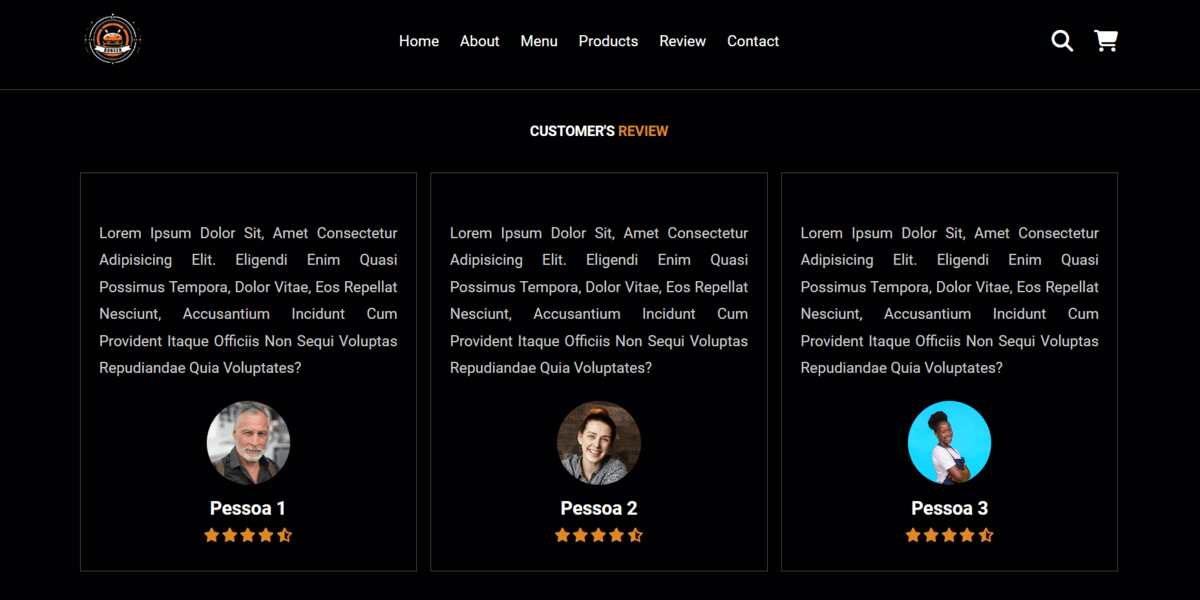 BURGER
Home About Menu Products Review Contact
CUSTOMER'S REVIEW
Lorem Ipsum Dolor Sit, Amet Consectetur
Adipisicing Elit. Eligendi Enim Quasi
Possimus Tempora, Dolor Vitae, Eos Repellat
Nesciunt, Accusantium Incidunt Cum
Provident Itaque Officiis Non Sequi Voluptas
Repudiandae Quia Voluptates?
Pessoa 1
Lorem Ipsum Dolor Sit, Amet Consectetur
Adipisicing Elit. Eligendi Enim Quasi
Possimus Tempora, Dolor Vitae, Eos Repellat
Nesciunt, Accusantium Incidunt Cum
Provident Itaque Officiis Non Sequi Voluptas
Repudiandae Quia Voluptates?
Pessoa 2
Lorem Ipsum Dolor Sit, Amet Consectetur
Adipisicing Elit. Eligendi Enim Quasi
Possimus Tempora, Dolor Vitae, Eos Repellat
Nesciunt, Accusantium Incidunt Cum
Provident Itaque Officiis Non Sequi Voluptas
Repudiandae Quia Voluptates?
Pessoa 3